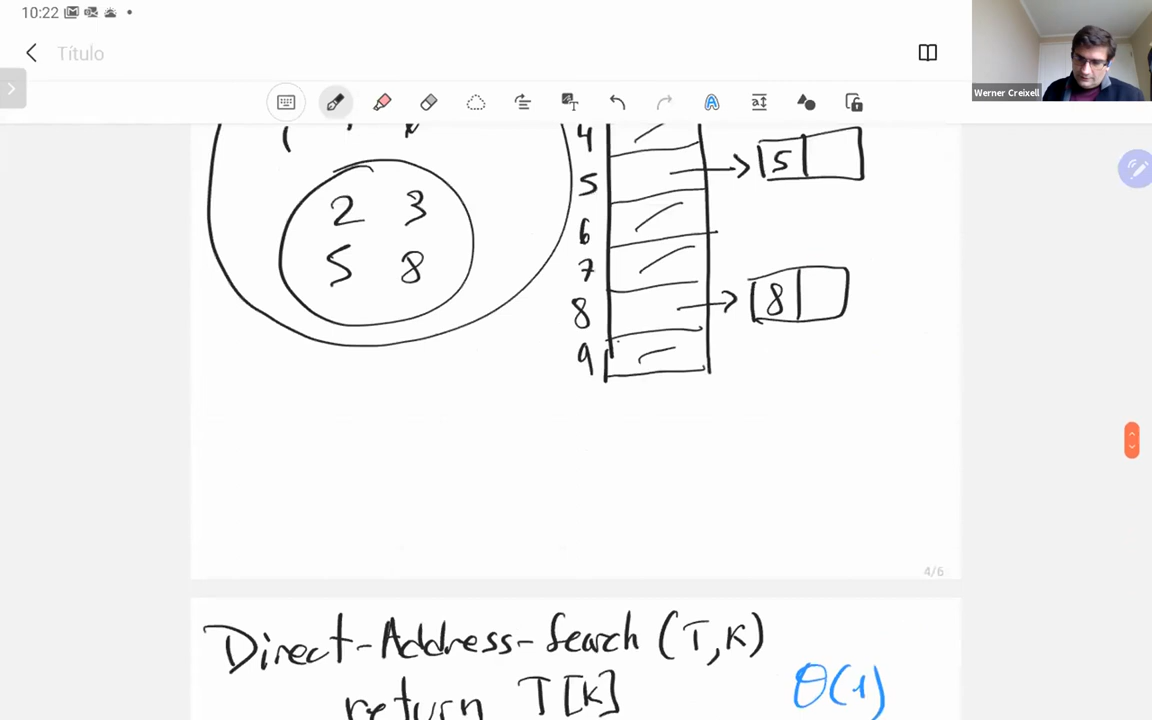 10:22
Título
Werner Creixell
4
5
5
2 3
6
5 8
7
8
8
9
4/6
Direct-Address-Search (T,K)
return T[K]
Θ(1)